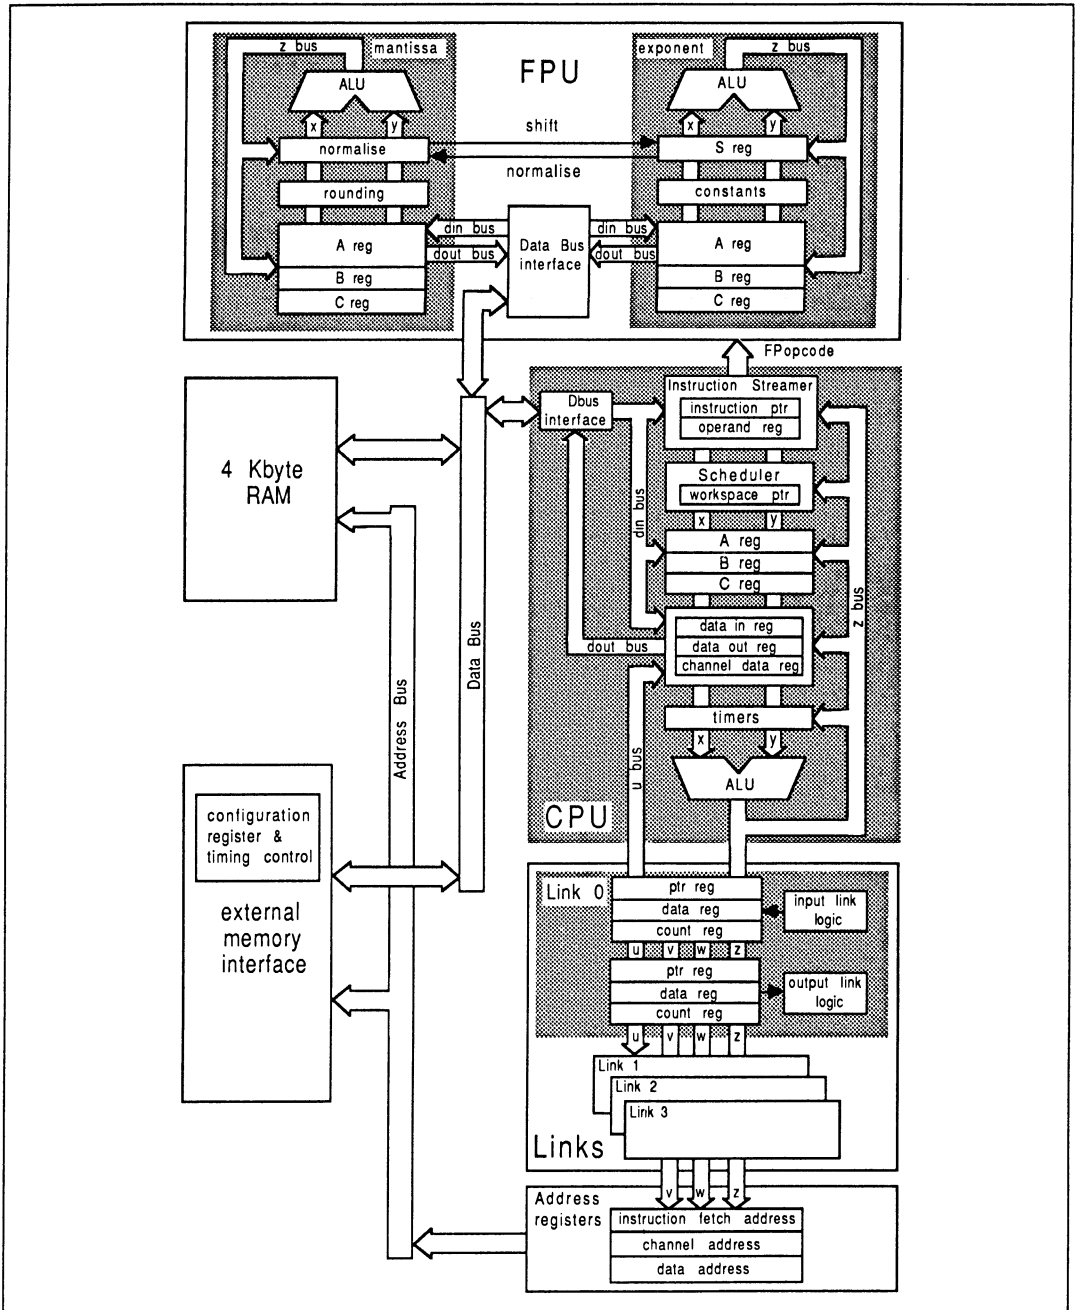 z bus
mantissa
ALU
x
y
normalise
rounding
A reg
B reg
C reg
FPU
shift
normalise
din bus
dout bus
Data Bus
interface
din bus
dout bus
exponent
z bus
ALU
x
y
S reg
constants
A reg
B reg
C reg
FPopcode
4 Kbyte
RAM
Data Bus
Address Bus
Dbus
interface
Instruction Streamer
instruction ptr
operand reg
Scheduler
workspace ptr
x
y
din bus
A reg
B reg
C reg
data in reg
data out reg
channel data reg
dout bus
z bus
timers
x
y
u bus
ALU
CPU
configuration
register &
timing control
external
memory
interface
Link 0
ptr reg
data reg
count reg
input link
logic
u
v
w
z
ptr reg
data reg
count reg
output link
logic
u
v
w
z
Link 1
Link 2
Link 3
Links
v
w
z
Address
registers
instruction fetch address
channel address
data address